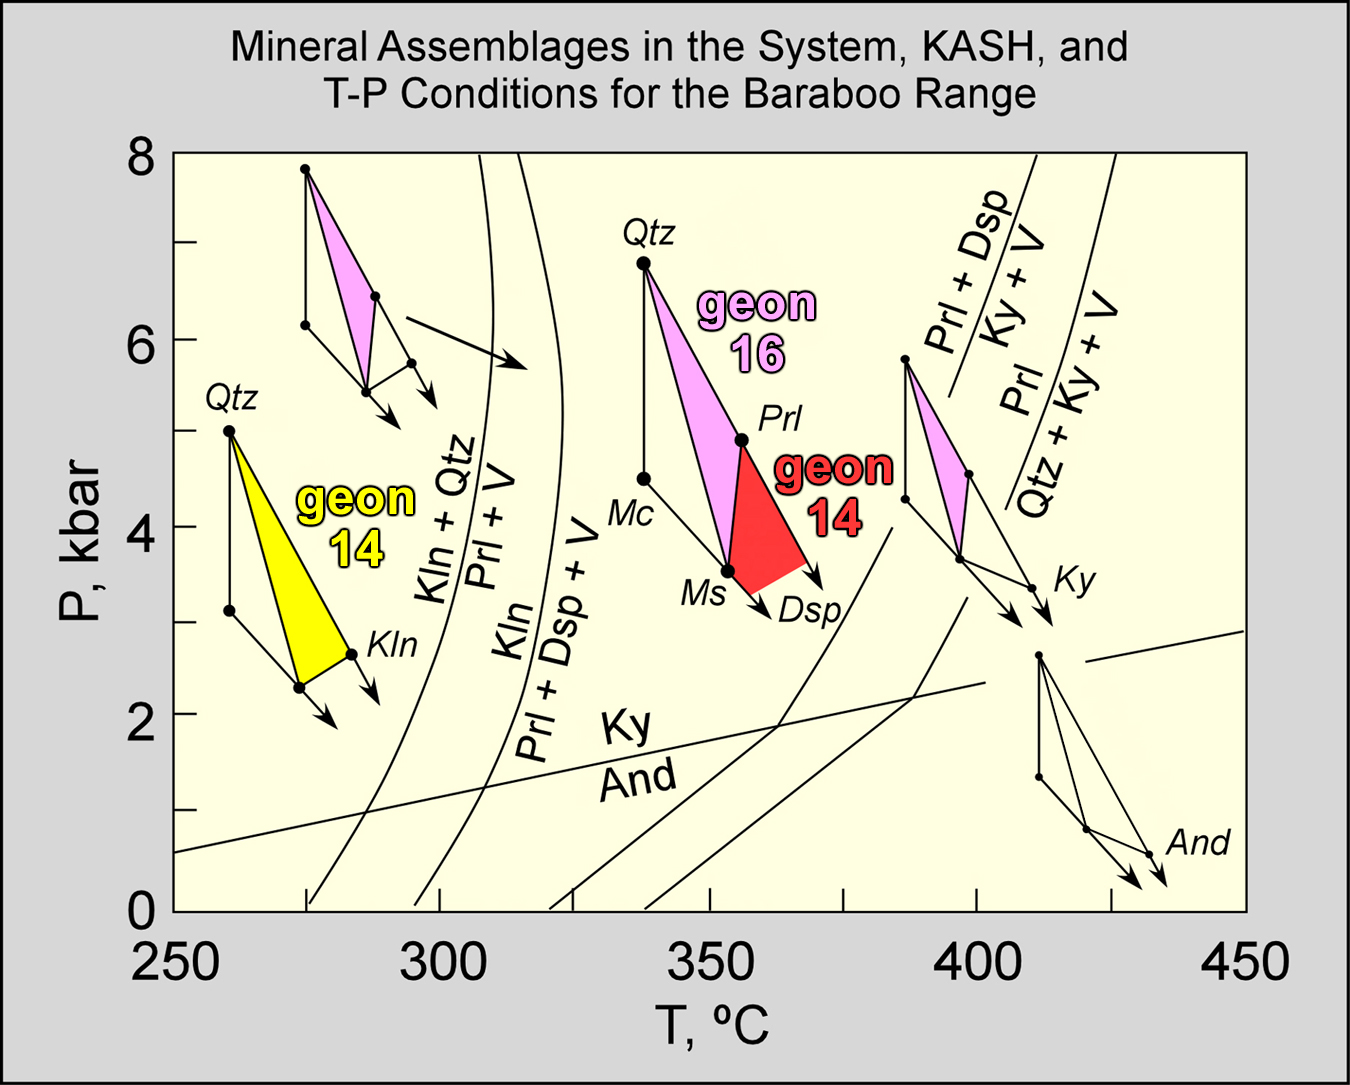 Mineral Assemblages in the System, KASH, and
T-P Conditions for the Baraboo Range
8
6
4
2
0
P, kbar
250
300
350
400
450
T, ºC
Qtz
geon
14
Kln
Kln + Qtz
Prl + V
Kln
Prl + Dsp + V
Qtz
geon
16
Prl
geon
14
Mc
Ms
Dsp
Prl + Dsp
Ky + V
Prl
Qtz + Ky + V
Ky
Ky
And
And